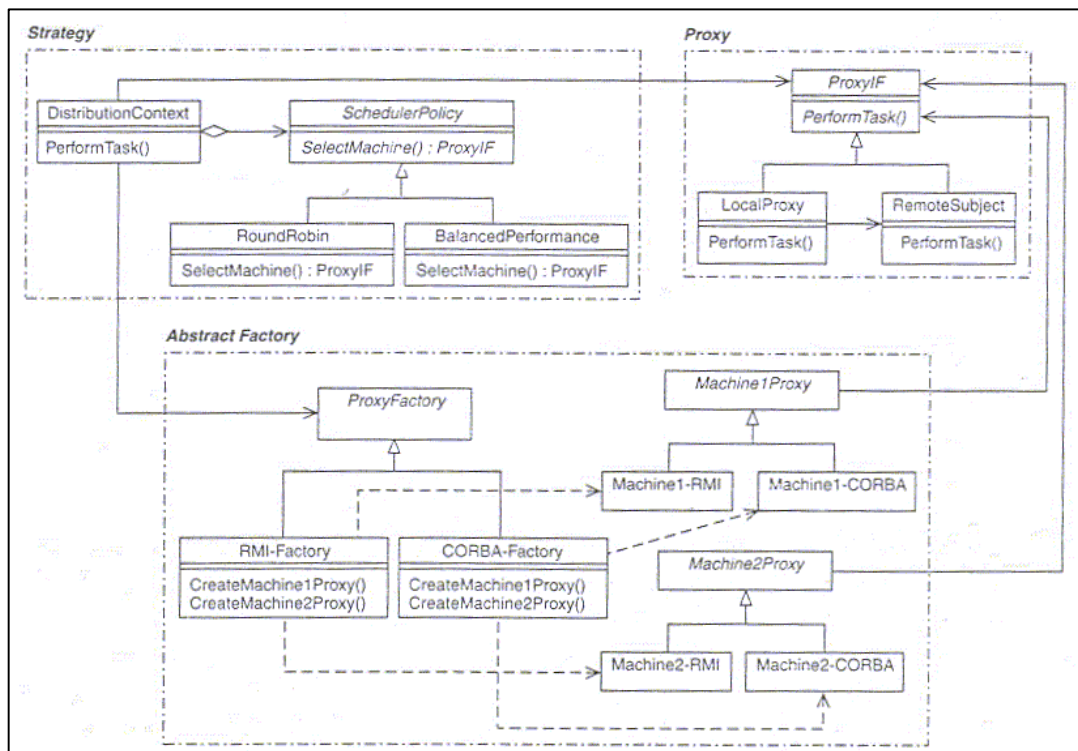 Strategy
DistributionContext
PerformTask()
SchedulerPolicy
SelectMachine() : ProxyIF
RoundRobin
SelectMachine() : ProxyIF
BalancedPerformance
SelectMachine() : ProxyIF
Proxy
ProxyIF
PerformTask()
LocalProxy
PerformTask()
RemoteSubject
PerformTask()
Abstract Factory
ProxyFactory
RMI-Factory
CreateMachine1Proxy()
CreateMachine2Proxy()
CORBA-Factory
CreateMachine1Proxy()
CreateMachine2Proxy()
Machine1Proxy
Machine1-RMI
Machine1-CORBA
Machine2Proxy
Machine2-RMI
Machine2-CORBA